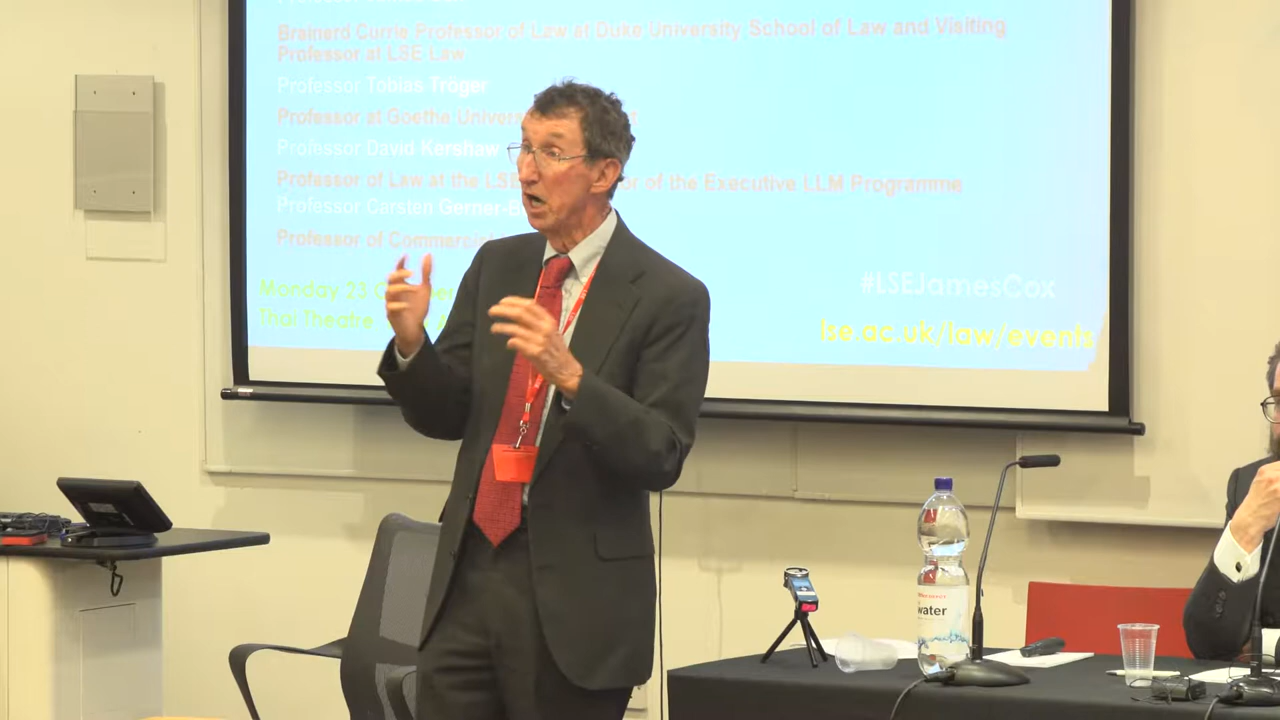 Brainerd Currie Professor of Law at Duke University School of Law and Visiting
Professor at LSE Law
Professor Tobias Tröger
Professor at Goethe
Professor David Kershaw
Professor of Law at the LSE of the Executive LLM Programme
Professor Carsten Gerner-
Professor of Commercial
Monday 23
Thai Theatre
#LSEJamesCox
lse.ac.uk/law/events
water